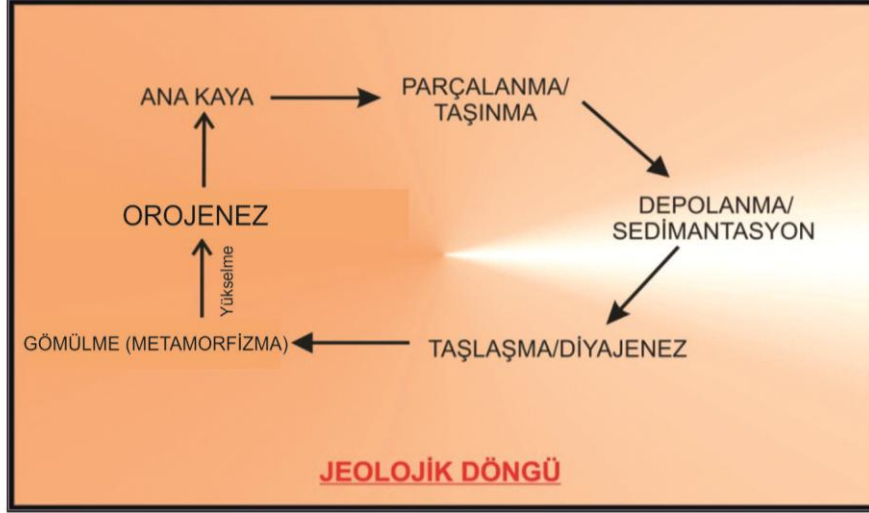 ANA KAYA
PARÇALANMA/
TAŞINMA
DEPOLANMA/
SEDİMANTASYON
TAŞLAŞMA/DİYAJENEZ
GÖMÜLME (METAMORFİZMA)
Yükselme
OROJENEZ
JEOLOJİK DÖNGÜ